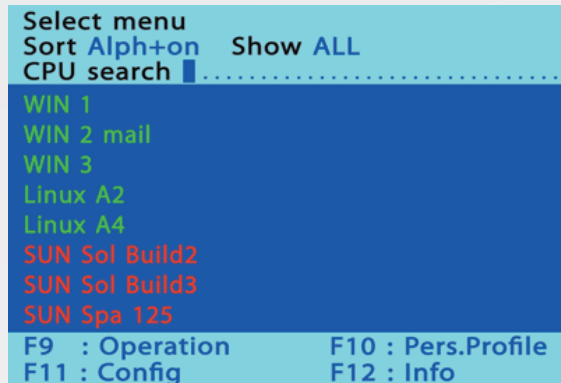 Select menu
Sort Alph+on Show ALL
CPU search ................................
WIN 1
WIN 2 mail
WIN 3
Linux A2
Linux A4
SUN Sol Build2
SUN Sol Build3
SUN Spa 125
F9 : Operation F10 : Pers.Profile
F11 : Config F12 : Info